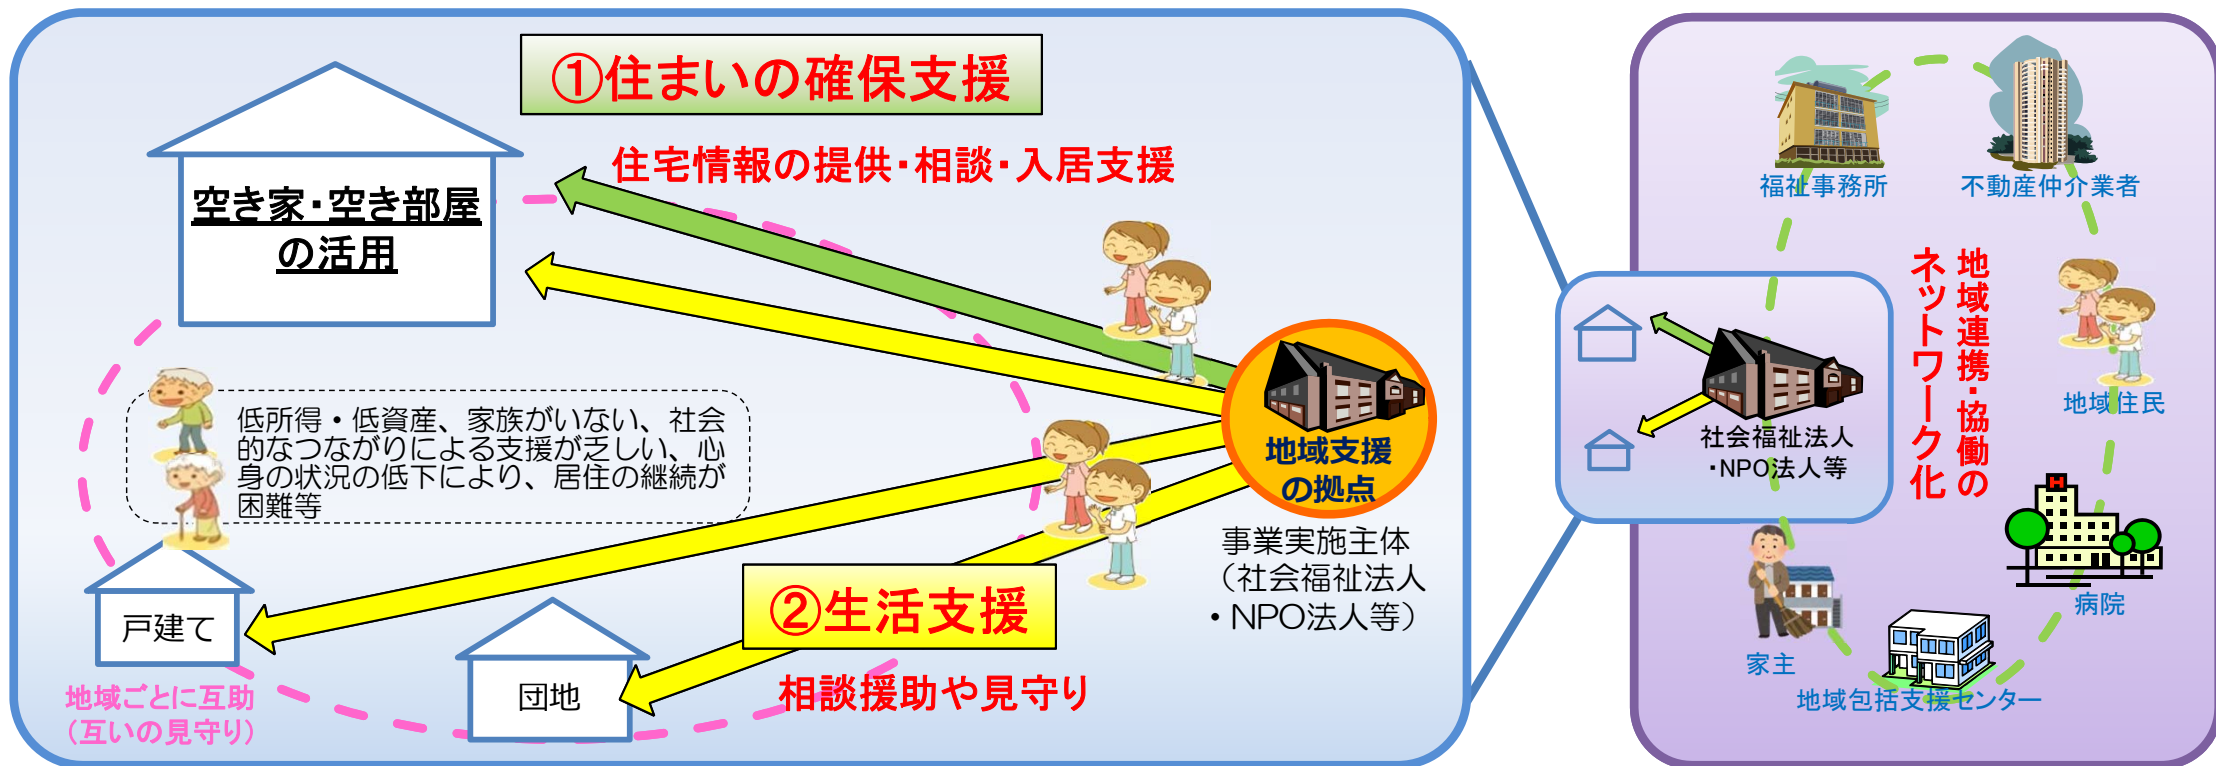 ①住まいの確保支援
住宅情報の提供・相談・入居支援
空き家・空き部屋
の活用
低所得・低資産、家族がいない、社会
的なつながりによる支援が乏しい、心
身の状況の低下により、居住の継続が
困難等
地域支援
の拠点
事業実施主体
（社会福祉法人
・NPO法人等）
戸建て
②生活支援
団地
相談援助や見守り
地域ごとに互助
（互いの見守り）
福祉事務所
不動産仲介業者
地域連携・協働の
ネットワーク化
地域住民
社会福祉法人
・NPO法人等
H
病院
家主
地域包括支援センター